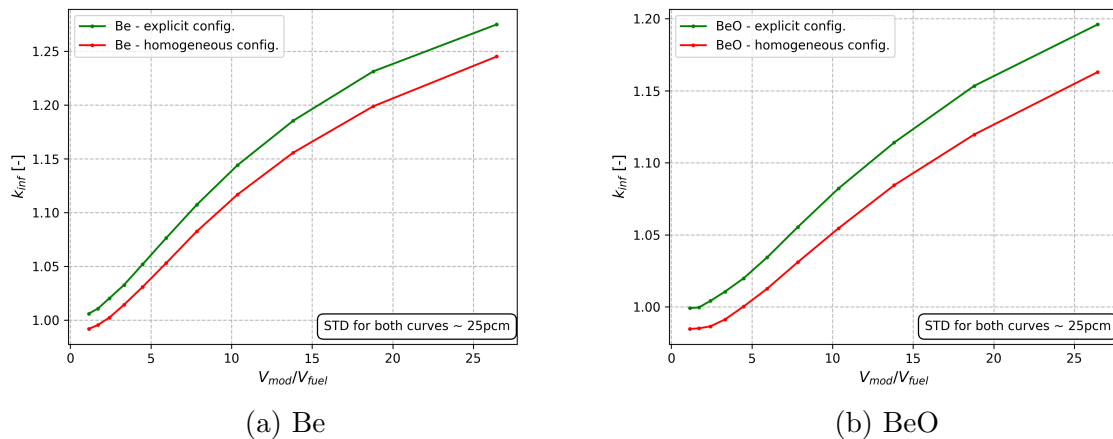 Be - explicit config.
Be - homogeneous config.
1.25
1.20
1.15
1.10
1.05
1.00
k_inf [-]
STD for both curves ~ 25pcm
0 5 10 15 20 25
V_mod/V_fuel
(a) Be
BeO - explicit config.
BeO - homogeneous config.
1.20
1.15
1.10
1.05
1.00
k_inf [-]
STD for both curves ~ 25pcm
0 5 10 15 20 25
V_mod/V_fuel
(b) BeO